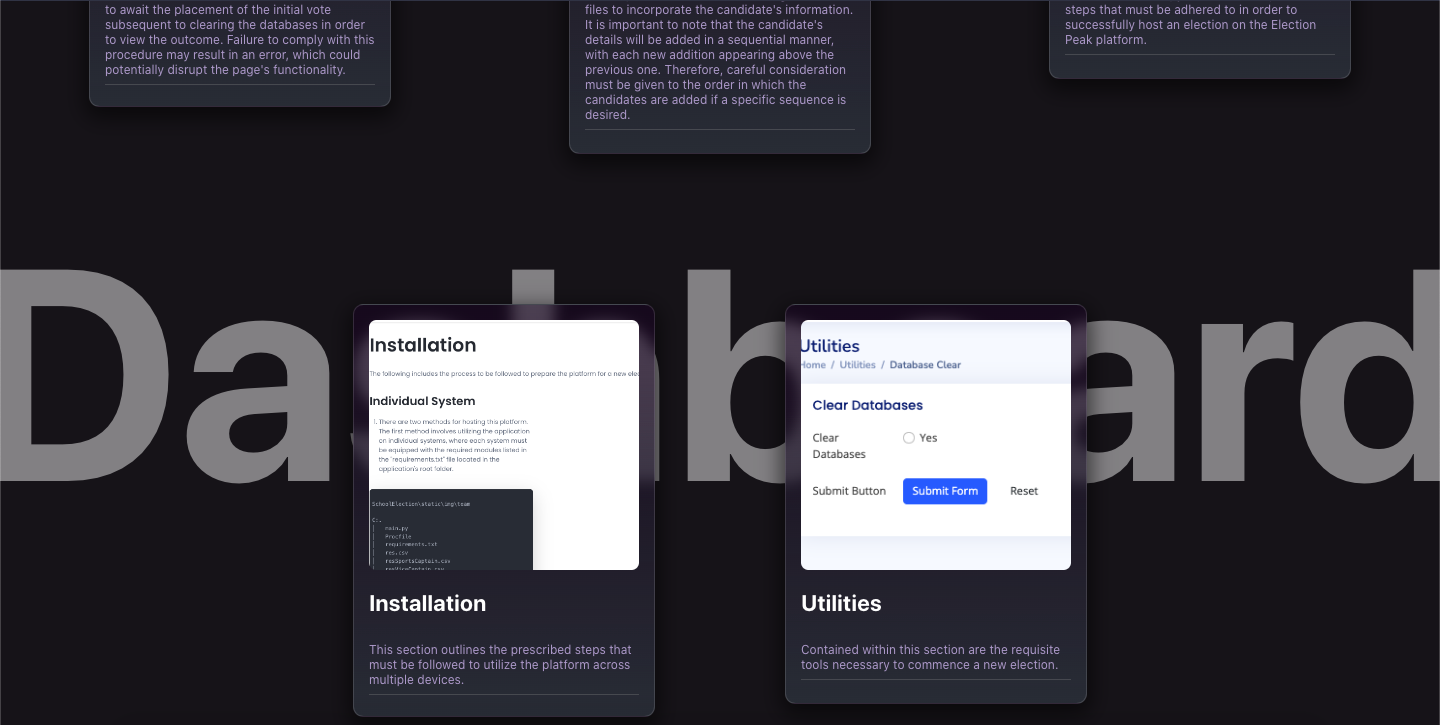 to await the placement of the initial vote
subsequent to clearing the databases in order
to view the outcome. Failure to comply with this
procedure may result in an error, which could
potentially disrupt the page's functionality.
files to incorporate the candidate's information.
It is important to note that the candidate's
details will be added in a sequential manner,
with each new addition appearing above the
previous one. Therefore, careful consideration
must be given to the order in which the
candidates are added if a specific sequence is
desired.
steps that must be adhered to in order to
successfully host an election on the Election
Peak platform.
Dashboard
Installation
The following includes the process to be followed to prepare the platform for a new elec
Individual System
1. There are two methods for hosting this platform.
The first method involves utilizing the application
on individual systems, where each system must
be equipped with the required modules listed in
the "requirements.txt" file located in the
application's root folder.
SchoolElection\static\img\team
C:.
main.py
Procfile
requirements.txt
res.csv
resSportsCaptain.csv
resViceCaptain.csv
Installation
This section outlines the prescribed steps that
must be followed to utilize the platform across
multiple devices.
Utilities
Home / Utilities / Database Clear
Clear Databases
Clear
Databases
Yes
Submit Button
Submit Form
Reset
Utilities
Contained within this section are the requisite
tools necessary to commence a new election.